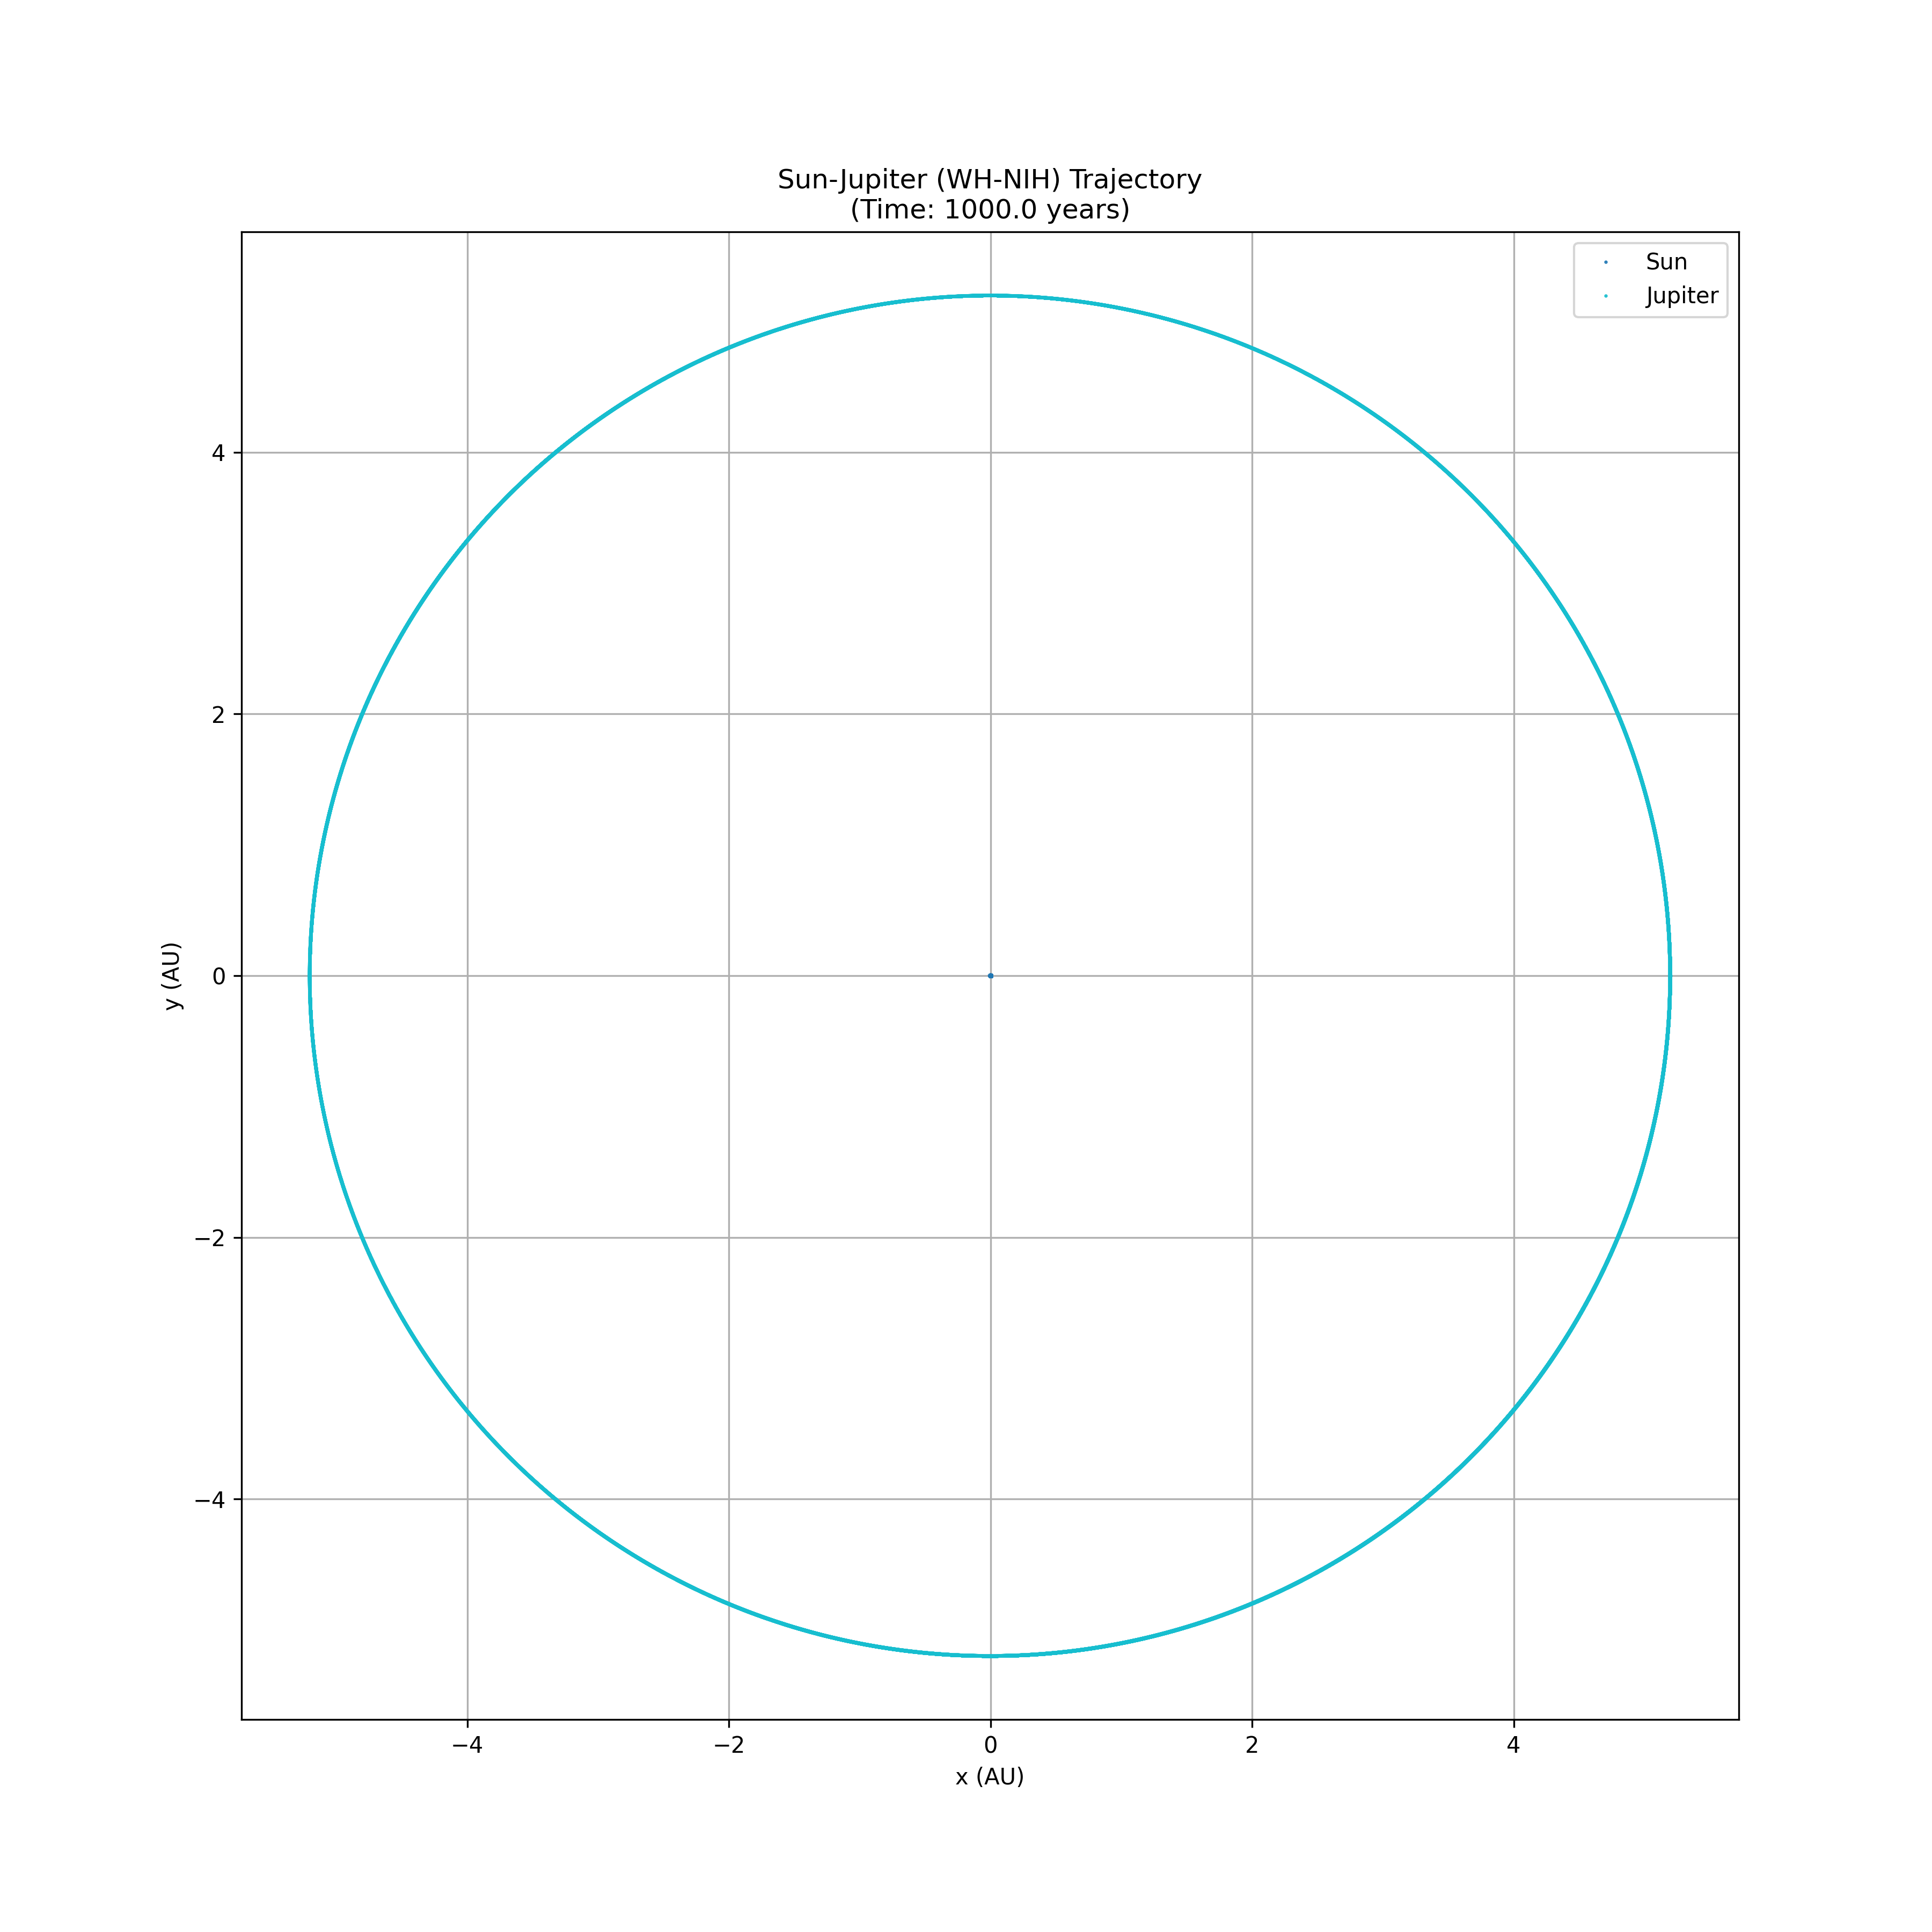 Sun-Jupiter (WH-NIH) Trajectory
(Time: 1000.0 years)
Sun
Jupiter
4
2
0
−2
−4
y (AU)
−4
−2
0
2
4
x (AU)